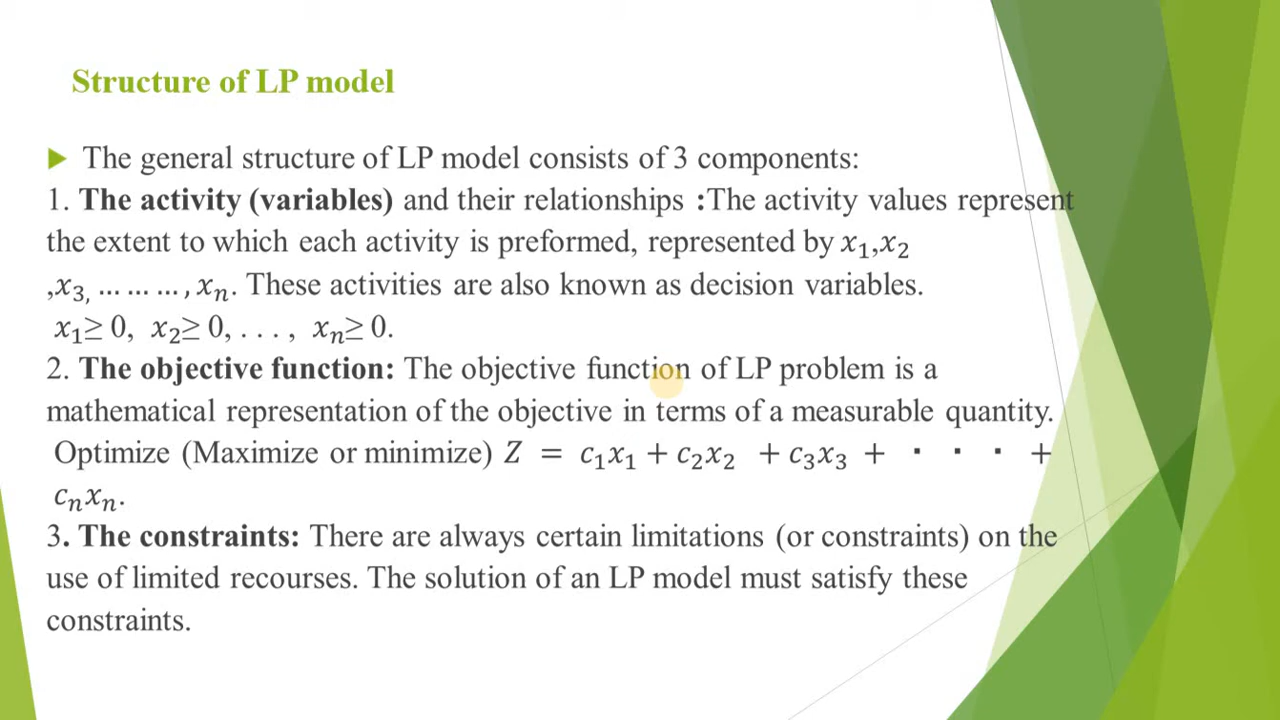 Structure of LP model
The general structure of LP model consists of 3 components:
1. The activity (variables) and their relationships :The activity values represent
the extent to which each activity is preformed, represented by x₁,x₂
,x₃, ... ... ..., xₙ. These activities are also known as decision variables.
x₁≥ 0, x₂≥ 0, . . . , xₙ≥ 0.
2. The objective function: The objective function of LP problem is a
mathematical representation of the objective in terms of a measurable quantity.
Optimize (Maximize or minimize) Z = c₁x₁ + c₂x₂ + c₃x₃ + · · · +
cₙxₙ.
3. The constraints: There are always certain limitations (or constraints) on the
use of limited recourses. The solution of an LP model must satisfy these
constraints.